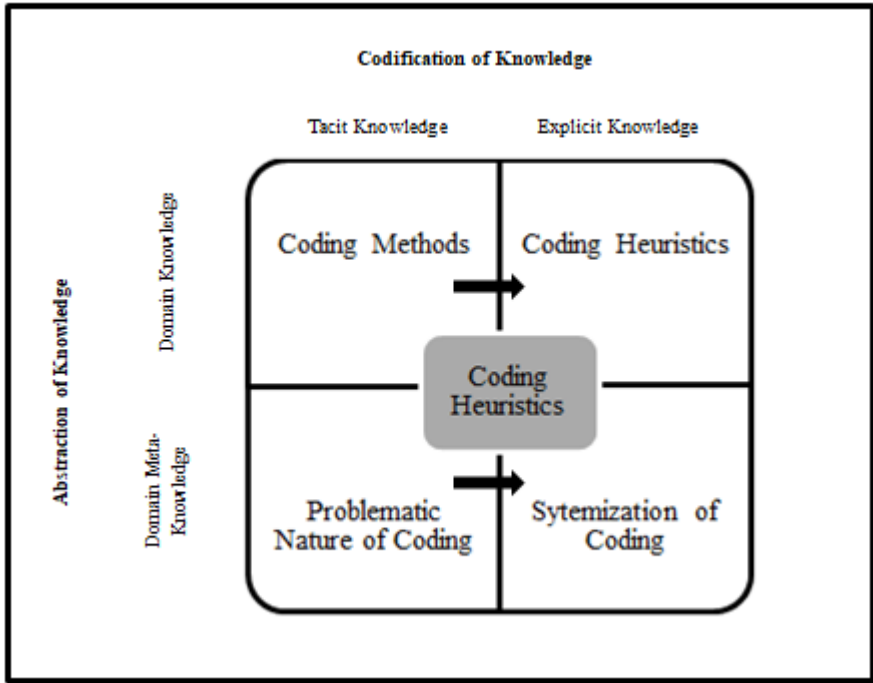 Codification of Knowledge
Tacit Knowledge
Explicit Knowledge
Abstraction of Knowledge
Domain Knowledge
Coding Methods
Coding Heuristics
Coding
Heuristics
Domain Meta-
Knowledge
Problematic
Nature of Coding
Sytemization of
Coding